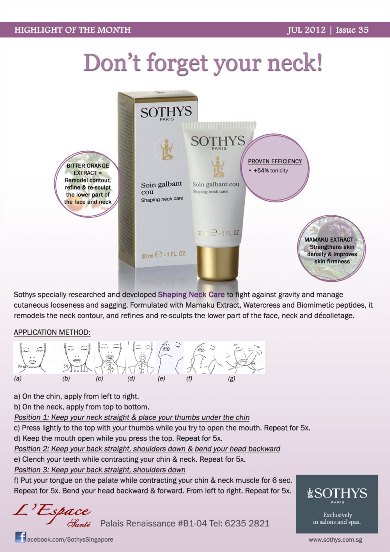 HIGHLIGHT OF THE MONTH
JUL 2012 | Issue 35
Don't forget your neck!
SOTHYS
PARIS
Soin galbant
cou
Shaping neck care
30 ml ℮ - 1 FL. OZ
SOTHYS
PARIS
Soin galbant cou
Shaping neck care
BITTER ORANGE
EXTRACT =
Remodel contour,
refine & re-sculpt
the lower part of
the face and neck
PROVEN EFFICIENCY
• +54% tonicity
MAMAKU EXTRACT
Strengthens skin
density & improves
skin firmness
Sothys specially researched and developed Shaping Neck Care to fight against gravity and manage
cutaneous looseness and sagging. Formulated with Mamaku Extract, Watercress and Biomimetic peptides, it
remodels the neck contour, and refines and re-sculpts the lower part of the face, neck and décolletage.
APPLICATION METHOD:
(a) (b) (c) (d) (e) (f) (g)
a) On the chin, apply from left to right.
b) On the neck, apply from top to bottom.
Position 1: Keep your neck straight & place your thumbs under the chin
c) Press lightly to the top with your thumbs while you try to open the mouth. Repeat for 5x.
d) Keep the mouth open while you press the top. Repeat for 5x.
Position 2: Keep your back straight, shoulders down & bend your head backward
e) Clench your teeth while contracting your chin & neck. Repeat for 5x.
Position 3: Keep your back straight, shoulders down
f) Put your tongue on the palate while contracting your chin & neck muscle for 6 sec.
Repeat for 5x. Bend your head backward & forward. From left to right. Repeat for 5x.
L'Espace
Santé
Palais Renaissance #B1-04 Tel: 6235 2821
facebook.com/SothysSingapore
SOTHYS
PARIS
Exclusively
in salons and spas.
www.sothys.com.sg